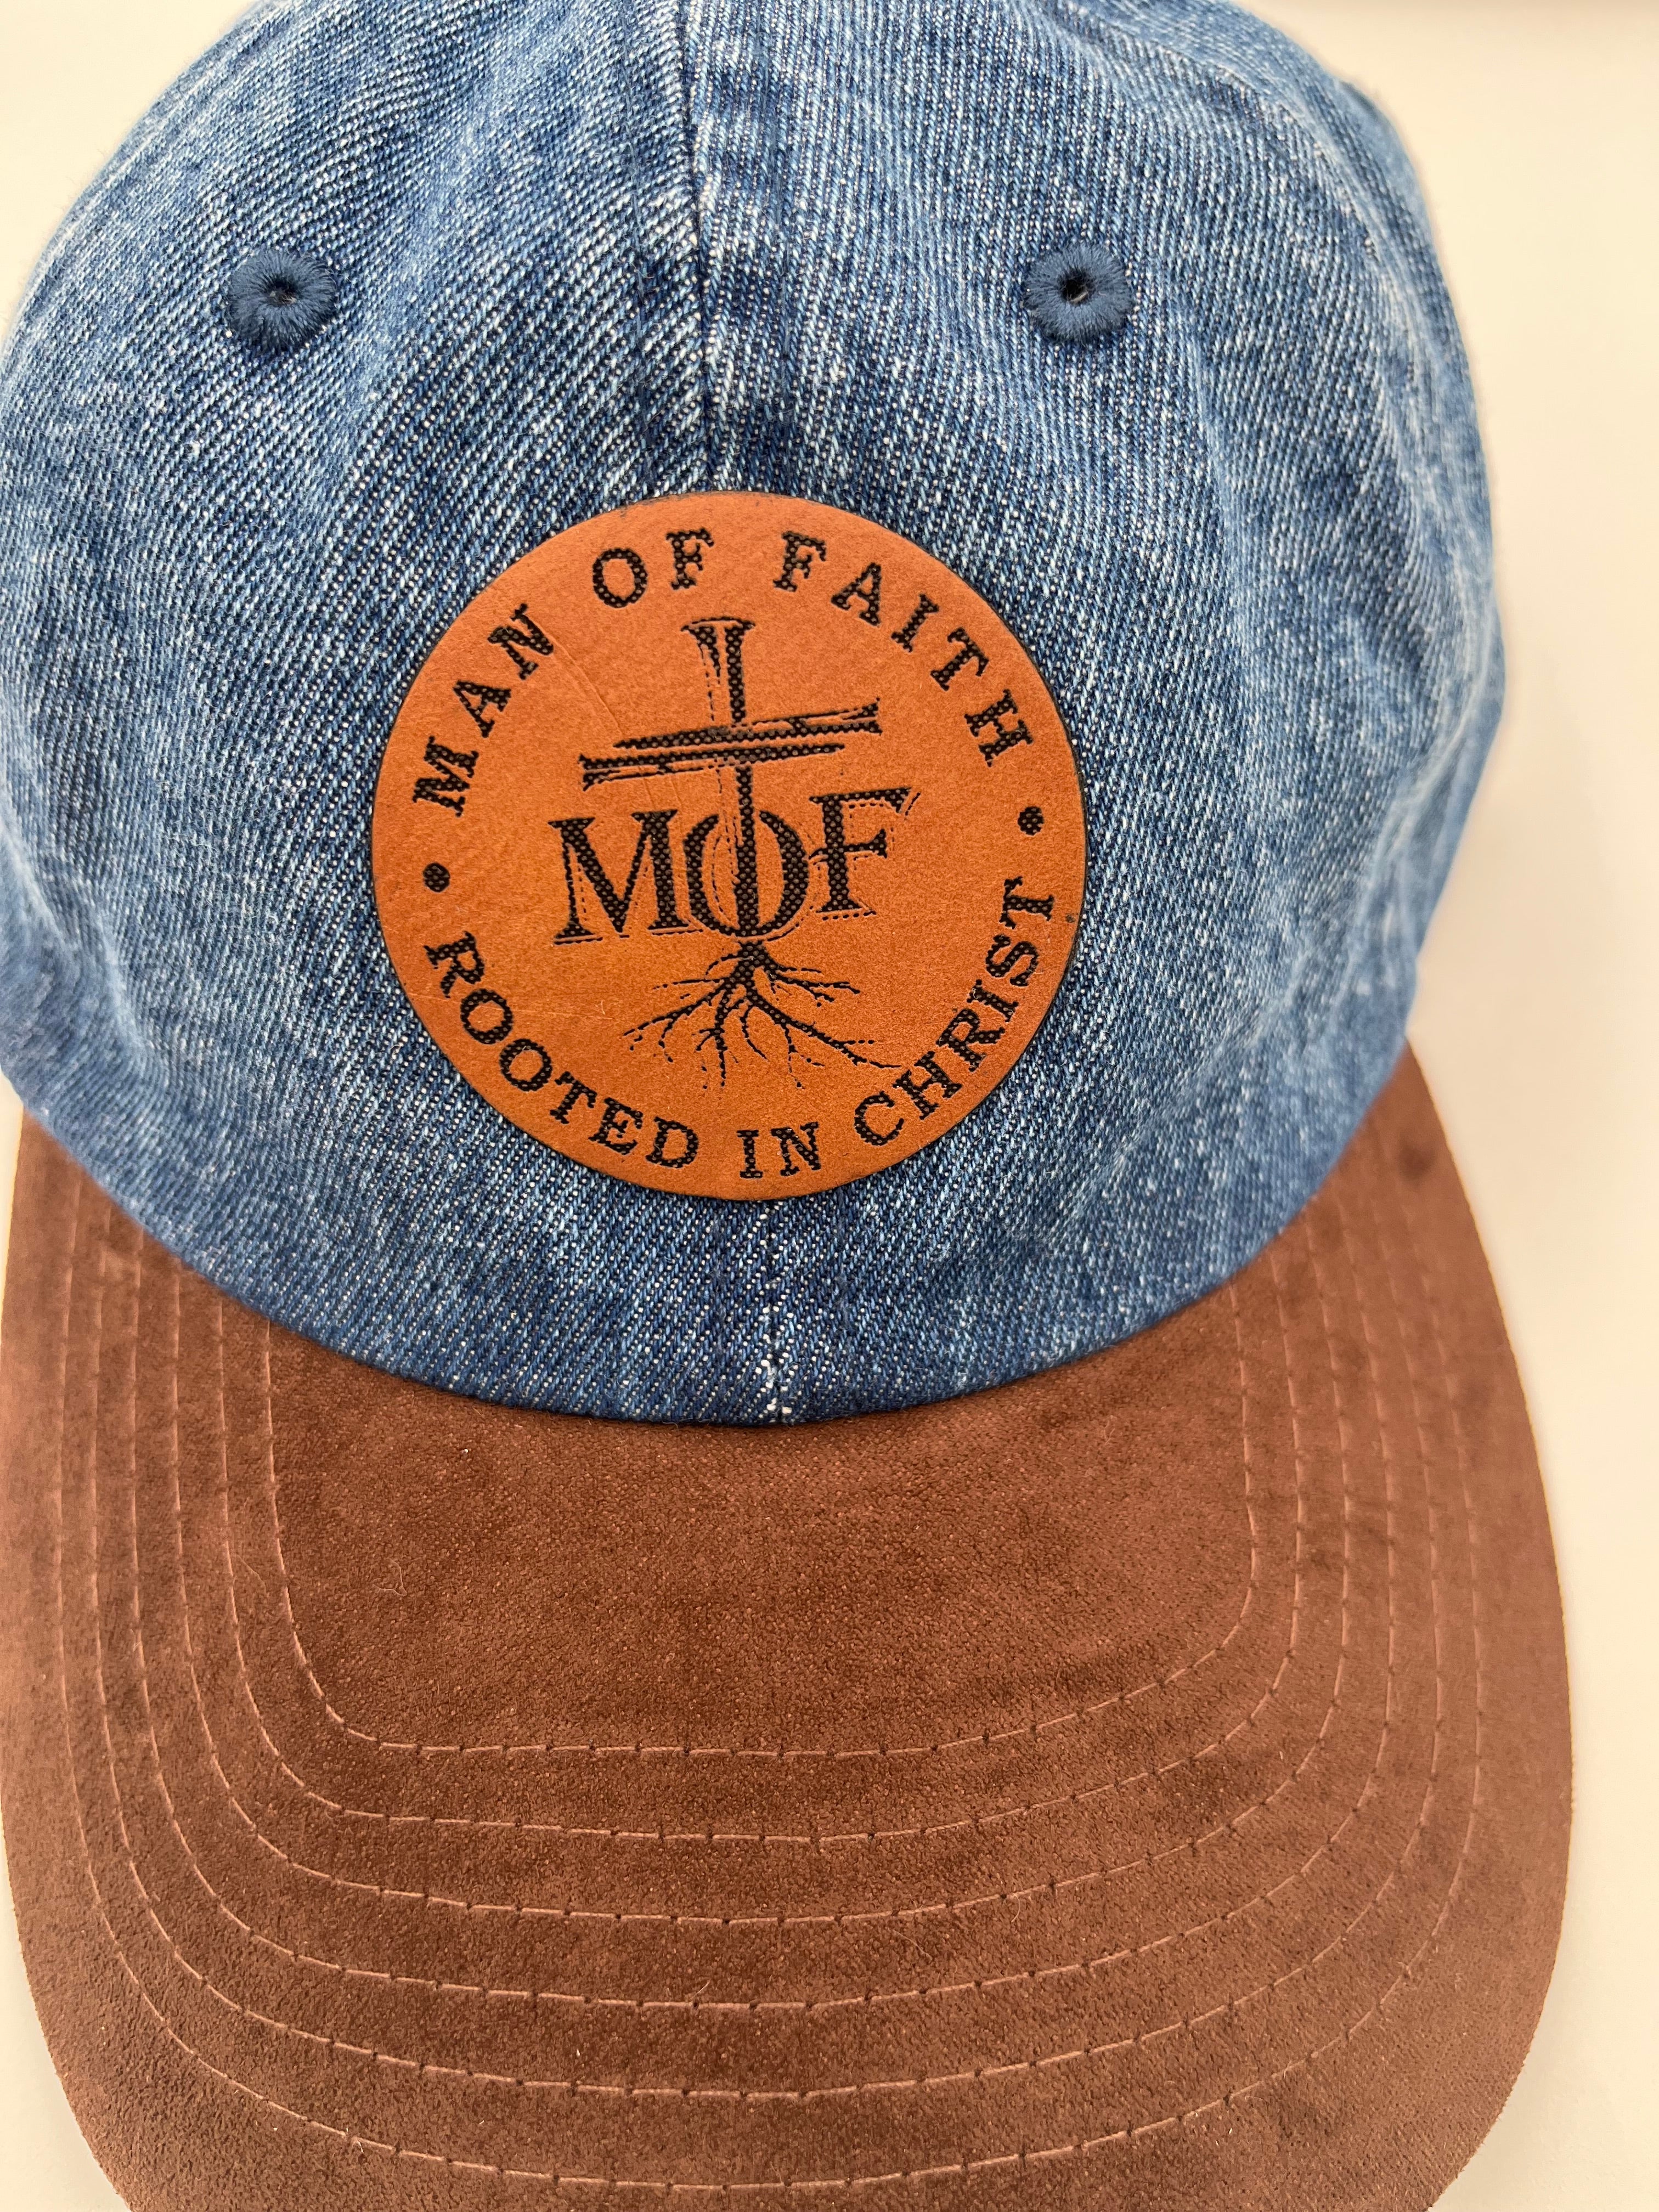 MAN OF FAITH
MOF
• ROOTED IN CHRIST •